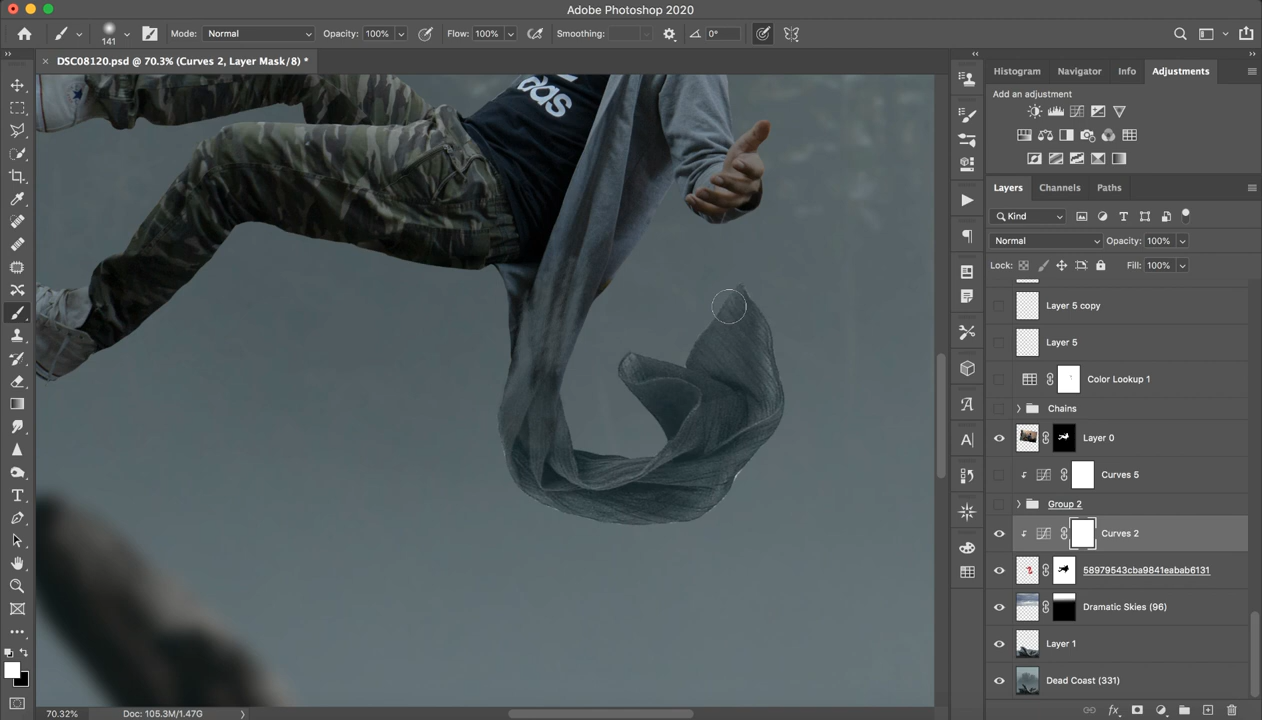 Adobe Photoshop 2020
141
Mode: Normal
Opacity: 100%
Flow: 100%
Smoothing:
0°
DSC08120.psd @ 70.3% (Curves 2, Layer Mask/8) *
Histogram Navigator Info Adjustments
Add an adjustment
Layers Channels Paths
Kind
Normal Opacity: 100%
Lock: Fill: 100%
Layer 5 copy
Layer 5
Color Lookup 1
Chains
Layer 0
Curves 5
Group 2
Curves 2
58979543cba9841eabab6131
Dramatic Skies (96)
Layer 1
Dead Coast (331)
das
70.32% Doc: 105.3M/1.47G